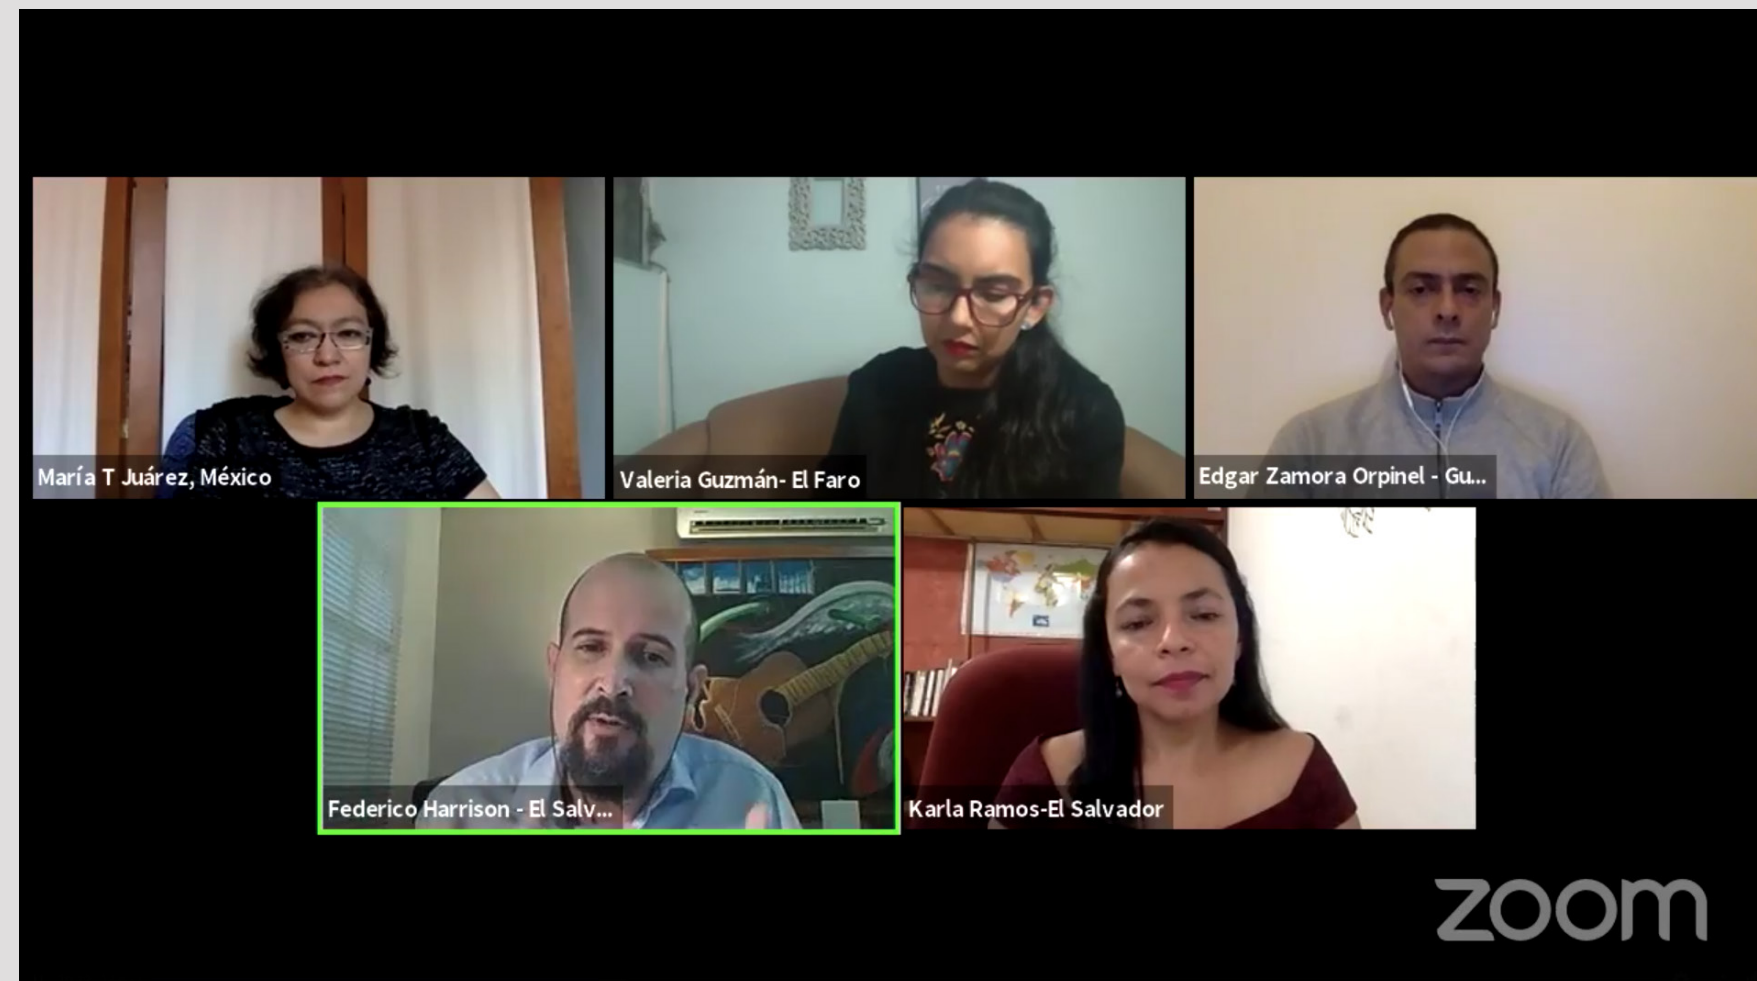 María T Juárez, México
Valeria Guzmán- El Faro
Edgar Zamora Orpinel - Gu...
Federico Harrison - El Salv...
Karla Ramos-El Salvador
zoom